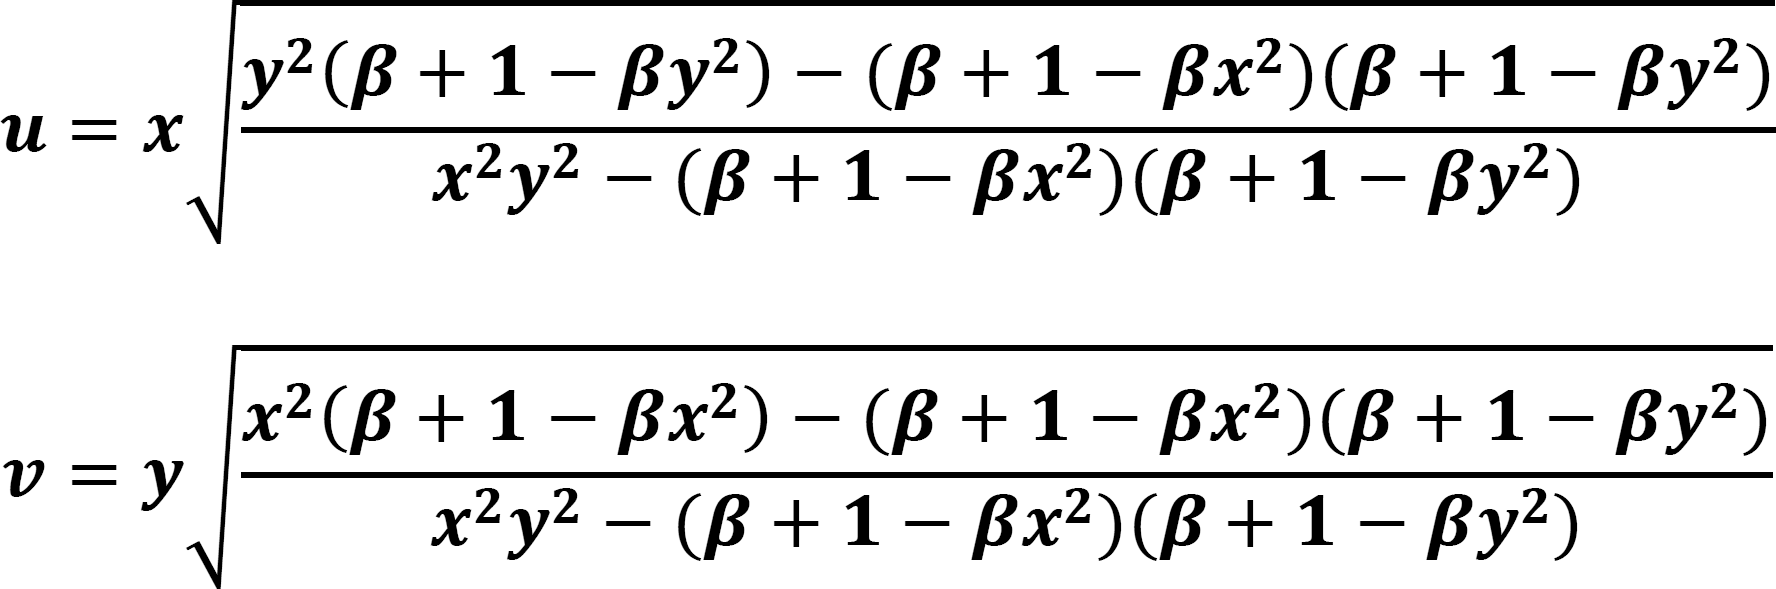 u = x √((y²(β + 1 − βy²) − (β + 1 − βx²)(β + 1 − βy²)) / (x²y² − (β + 1 − βx²)(β + 1 − βy²)))
v = y √((x²(β + 1 − βx²) − (β + 1 − βx²)(β + 1 − βy²)) / (x²y² − (β + 1 − βx²)(β + 1 − βy²)))